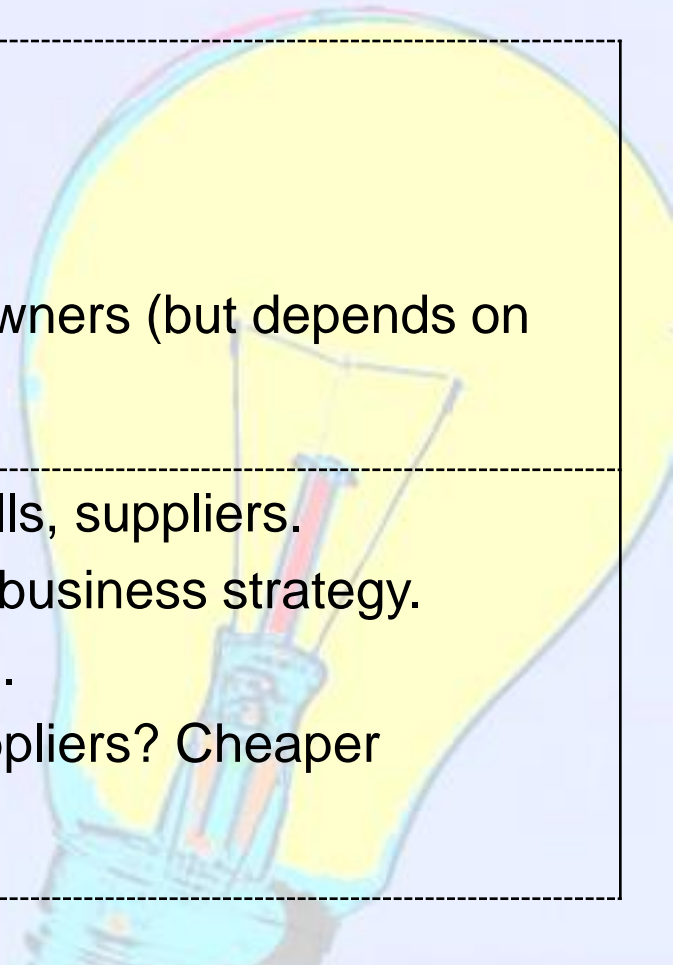 wners (but depends on
lls, suppliers.
business strategy.
.
ppliers? Cheaper